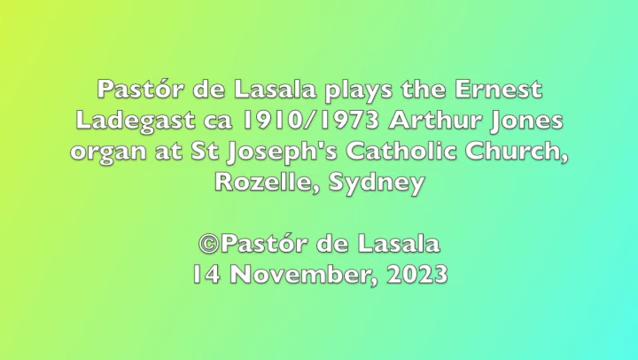 Pastór de Lasala plays the Ernest
Ladegast ca 1910/1973 Arthur Jones
organ at St Joseph's Catholic Church,
Rozelle, Sydney
©Pastór de Lasala
14 November, 2023